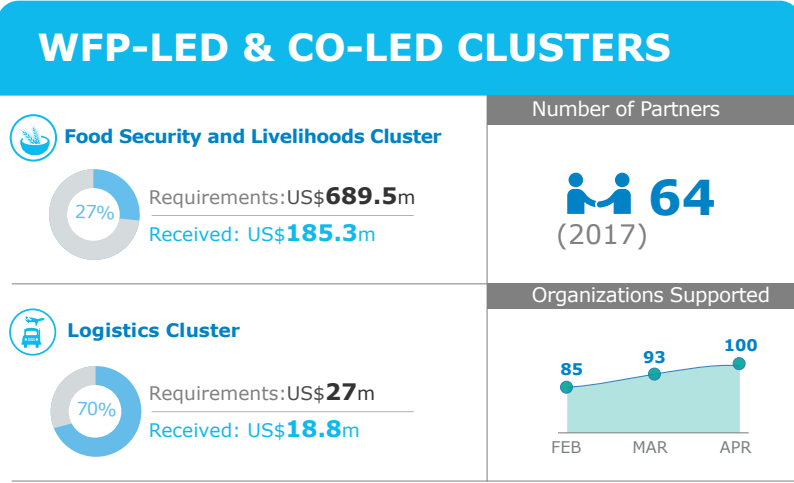 WFP-LED & CO-LED CLUSTERS
Food Security and Livelihoods Cluster
27%
Requirements:US$689.5m
Received: US$185.3m
Number of Partners
64
(2017)
Logistics Cluster
70%
Requirements:US$27m
Received: US$18.8m
Organizations Supported
85
93
100
FEB
MAR
APR